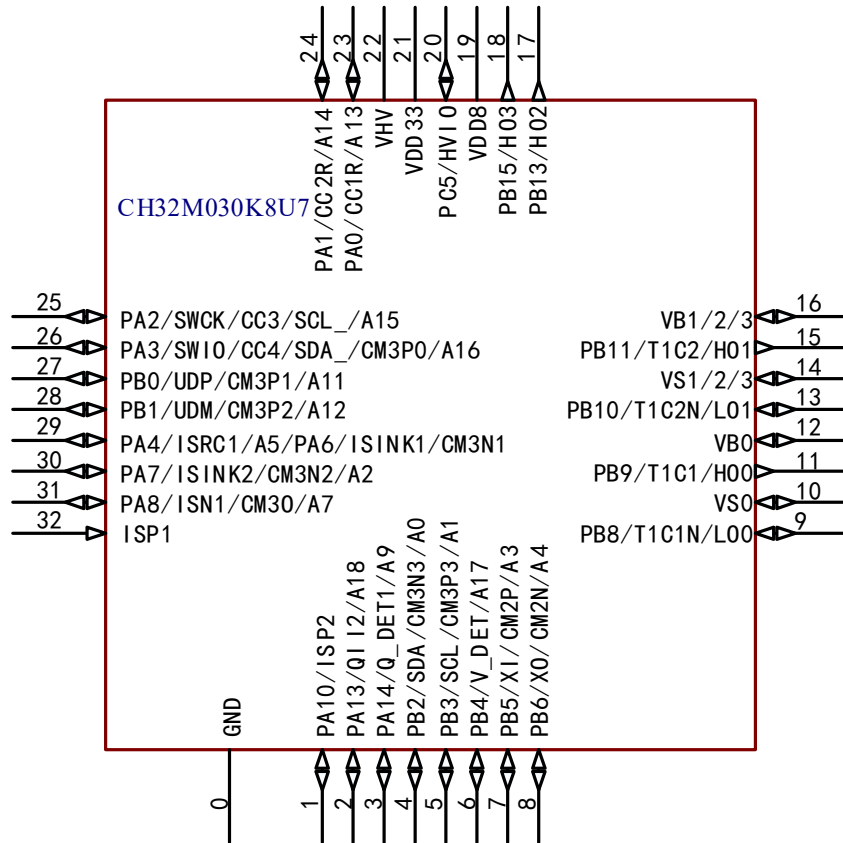 24
23
22
21
20
19
18
17
PA1/CC2R/A14
PA0/CC1R/A13
VHV
VDD33
PC5/HVIO
VDD8
PB15/HO3
PB13/HO2
CH32M030K8U7
25 PA2/SWCK/CC3/SCL_/A15
26 PA3/SWIO/CC4/SDA_/CM3P0/A16
27 PB0/UDP/CM3P1/A11
28 PB1/UDM/CM3P2/A12
29 PA4/ISRC1/A5/PA6/ISINK1/CM3N1
30 PA7/ISINK2/CM3N2/A2
31 PA8/ISN1/CM3O/A7
32 ISP1
VB1/2/3 16
PB11/T1C2/HO1 15
VS1/2/3 14
PB10/T1C2N/LO1 13
VB0 12
PB9/T1C1/HO0 11
VS0 10
PB8/T1C1N/LO0 9
GND
PA10/ISP2
PA13/QII2/A18
PA14/Q_DET1/A9
PB2/SDA/CM3N3/A0
PB3/SCL/CM3P3/A1
PB4/V_DET/A17
PB5/XI/CM2P/A3
PB6/XO/CM2N/A4
0
1
2
3
4
5
6
7
8